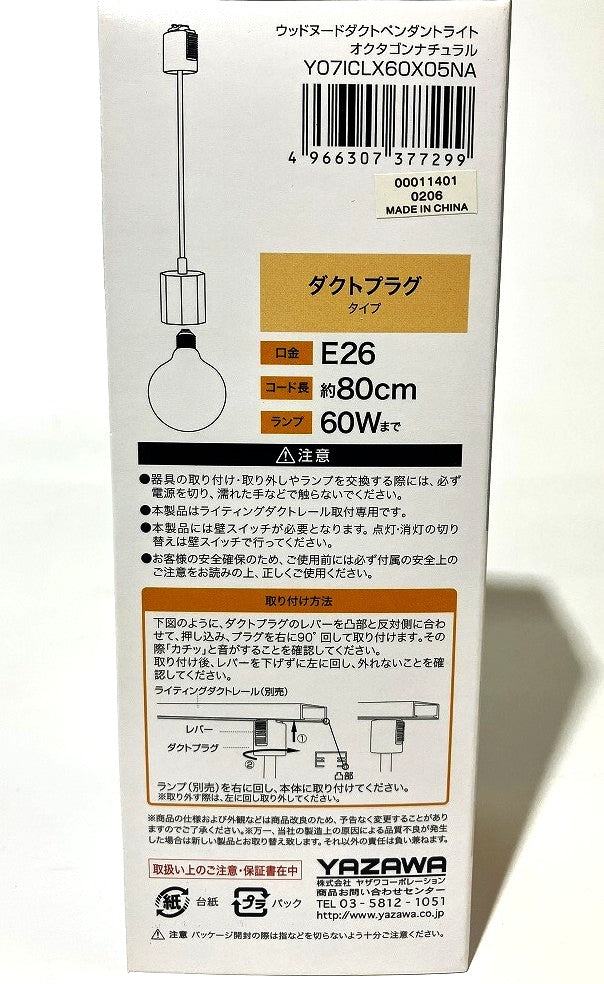 ウッドヌードダクトペンダントライト
オクタゴンナチュラル
Y07ICLX60X05NA
4 966307 377299
00011401
0206
MADE IN CHINA
ダクトプラグ
タイプ
口金 E26
コード長 約80cm
ランプ 60Wまで
注意
●器具の取り付け・取り外しやランプを交換する際には、必ず
電源を切り、濡れた手などで触らないでください。
●本製品はライティングダクトレール取付専用です。
●本製品には壁スイッチが必要となります。点灯・消灯の切り
替えは壁スイッチで行ってください。
●お客様の安全確保のため、ご使用前には必ず付属の安全上の
ご注意をお読みの上、正しくご使用ください。
取り付け方法
下図のように、ダクトプラグのレバーを凸部と反対側に合わ
せて、押し込み、プラグを右に90°回して取り付けます。その
際「カチッ」と音がすることを確認してください。
取り付け後、レバーを下げずに左に回し、外れないことを確
認してください。
ライティングダクトレール(別売)
レバー
①
ダクトプラグ
②
凸部
ランプ(別売)を右に回し、本体に取り付けてください。
※取り外す際は、左に回し取り外してください。
※商品の仕様および外観などは商品改良のため、予告なく変更することがあり
ますのでご了承ください。※万一、当社の製造上の原因による品質不良が発生
した場合は新しい製品とお取り替え致します。それ以外の責任は負い兼ねます。
取扱い上のご注意・保証書在中
YAZAWA
株式会社 ヤザワコーポレーション
商品お問い合わせセンター
TEL 03-5812-1051
http://www.yazawa.co.jp
紙 台紙 プラ パック
注意 パッケージ開封の際は指などを切らないよう十分ご注意ください。